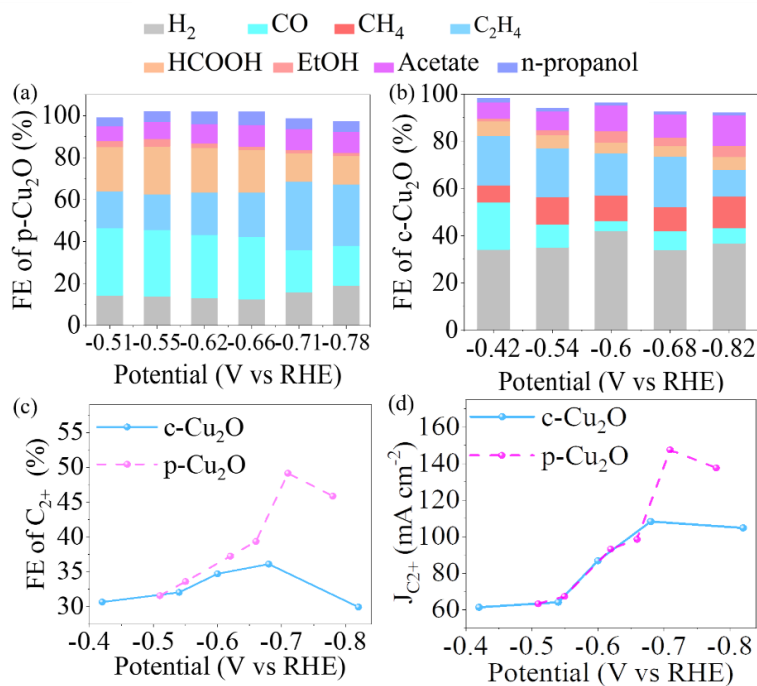 H₂ CO CH₄ C₂H₄
HCOOH EtOH Acetate n-propanol
(a)
FE of p-Cu₂O (%)
100
80
60
40
20
0
-0.51 -0.55 -0.62 -0.66 -0.71 -0.78
Potential (V vs RHE)
(b)
FE of c-Cu₂O (%)
100
80
60
40
20
0
-0.42 -0.54 -0.6 -0.68 -0.82
Potential (V vs RHE)
(c)
c-Cu₂O
p-Cu₂O
FE of C₂₊ (%)
55
50
45
40
35
30
-0.4 -0.5 -0.6 -0.7 -0.8
Potential (V vs RHE)
(d)
c-Cu₂O
p-Cu₂O
J_C2+ (mA cm⁻²)
160
140
120
100
80
60
-0.4 -0.5 -0.6 -0.7 -0.8
Potential (V vs RHE)